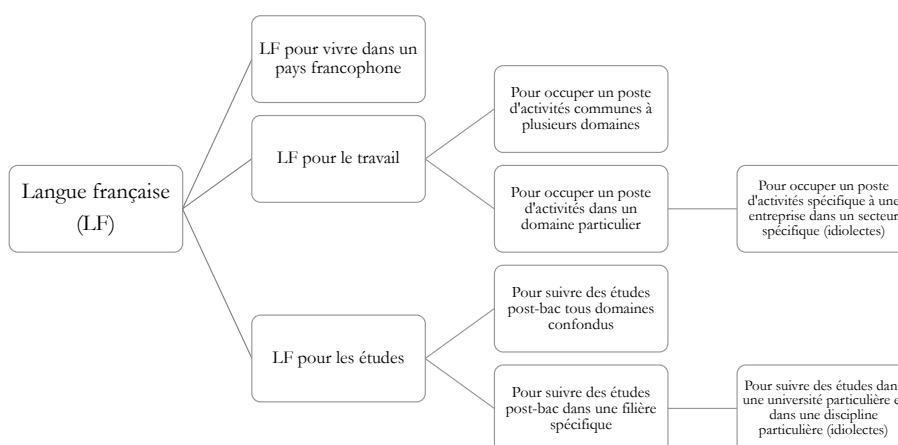 LF pour vivre dans un
pays francophone
Pour occuper un poste
d'activités communes à
plusieurs domaines
LF pour le travail
Langue française
(LF)
Pour occuper un poste
d'activités dans un
domaine particulier
Pour occuper un poste
d'activités spécifique à une
entreprise dans un secteur
spécifique (idiolectes)
Pour suivre des études
post-bac tous domaines
confondus
LF pour les études
Pour suivre des études
post-bac dans une filière
spécifique
Pour suivre des études dans
une université particulière et
dans une discipline
particulière (idiolectes)